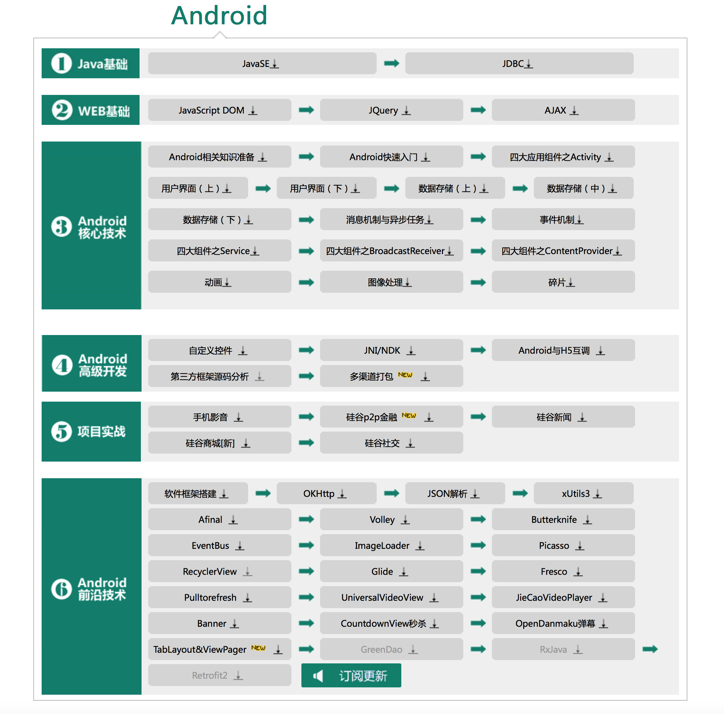 Android
1 Java基础
JavaSE
JDBC
2 WEB基础
JavaScript DOM
JQuery
AJAX
3 Android
核心技术
Android相关知识准备
Android快速入门
四大应用组件之Activity
用户界面（上）
用户界面（下）
数据存储（上）
数据存储（中）
数据存储（下）
消息机制与异步任务
事件机制
四大组件之Service
四大组件之BroadcastReceiver
四大组件之ContentProvider
动画
图像处理
碎片
4 Android
高级开发
自定义控件
JNI/NDK
Android与H5互调
第三方框架源码分析
多渠道打包 NEW
5 项目实战
手机影音
硅谷p2p金融 NEW
硅谷新闻
硅谷商城[新]
硅谷社交
6 Android
前沿技术
软件框架搭建
OKHttp
JSON解析
xUtils3
Afinal
Volley
Butterknife
EventBus
ImageLoader
Picasso
RecyclerView
Glide
Fresco
Pulltorefresh
UniversalVideoView
JieCaoVideoPlayer
Banner
CountdownView秒杀
OpenDanmaku弹幕
TabLayout&ViewPager NEW
GreenDao
RxJava
Retrofit2
订阅更新